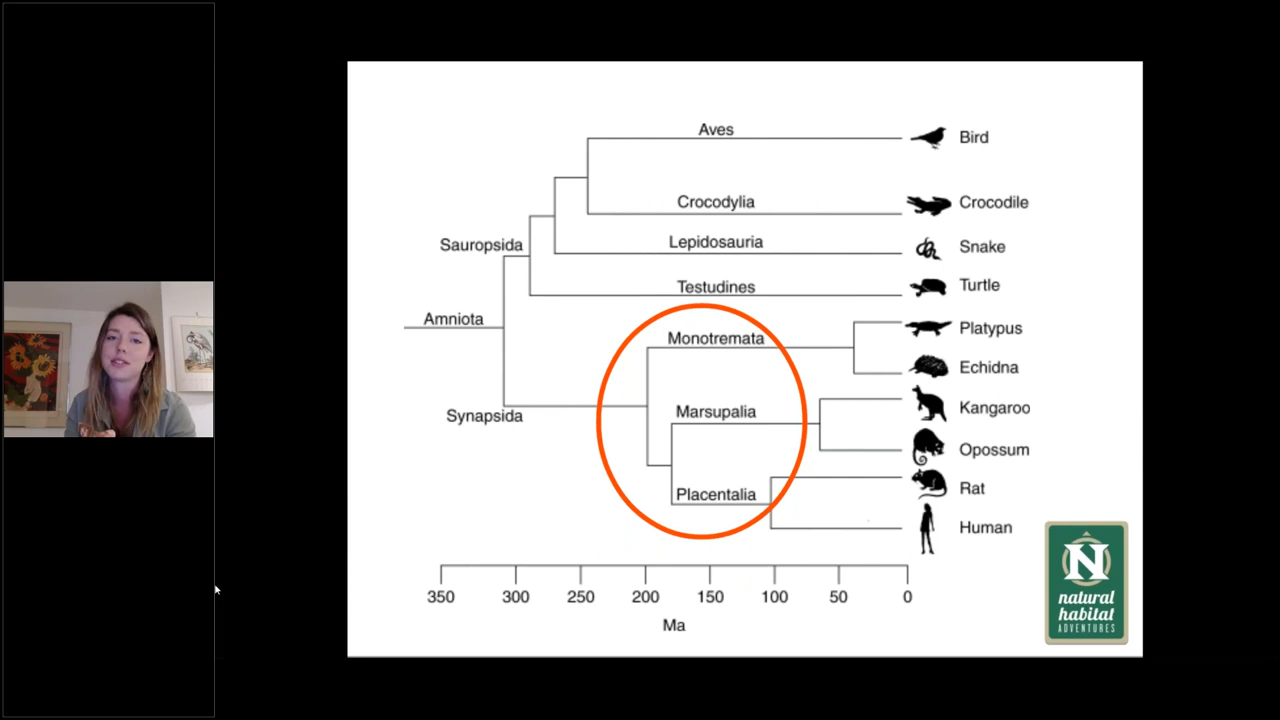 Aves
Bird
Crocodylia
Crocodile
Lepidosauria
Snake
Sauropsida
Testudines
Turtle
Amniota
Monotremata
Platypus
Echidna
Synapsida
Marsupalia
Kangaroo
Opossum
Placentalia
Rat
Human
350 300 250 200 150 100 50 0
Ma
N
natural
habitat
ADVENTURES